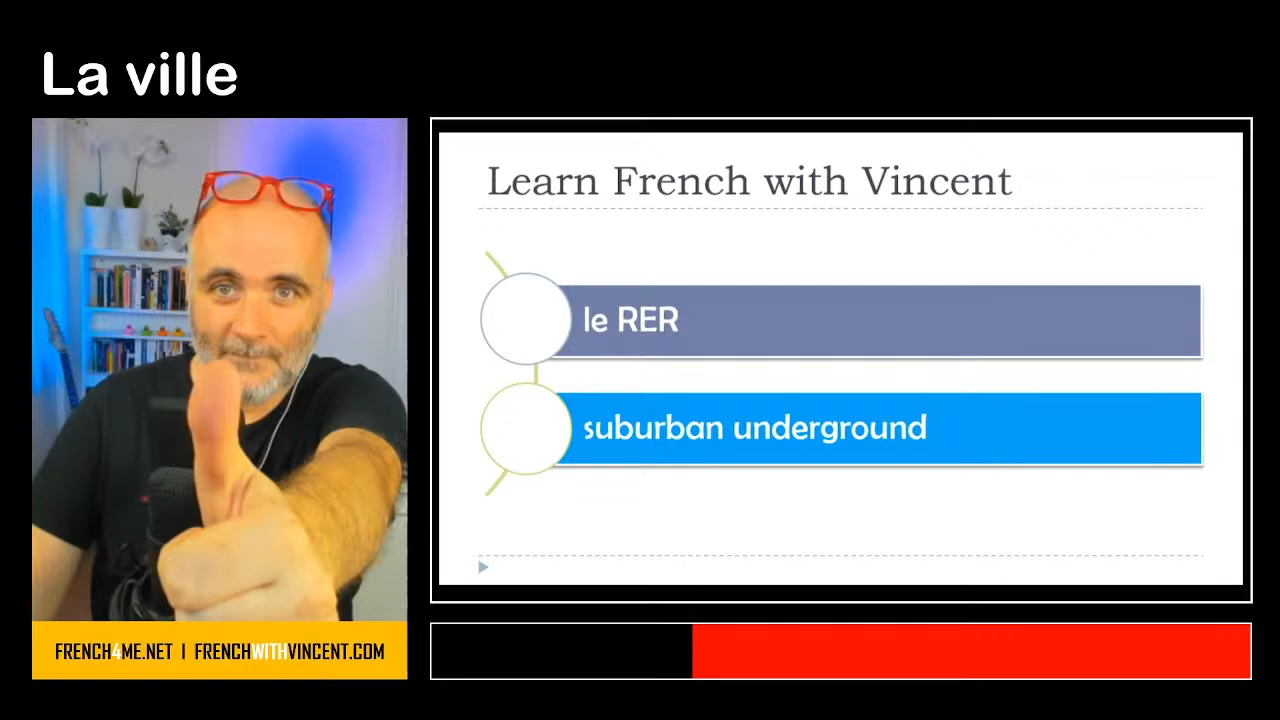 La ville
Learn French with Vincent
le RER
suburban underground
FRENCH4ME.NET | FRENCHWITHVINCENT.COM